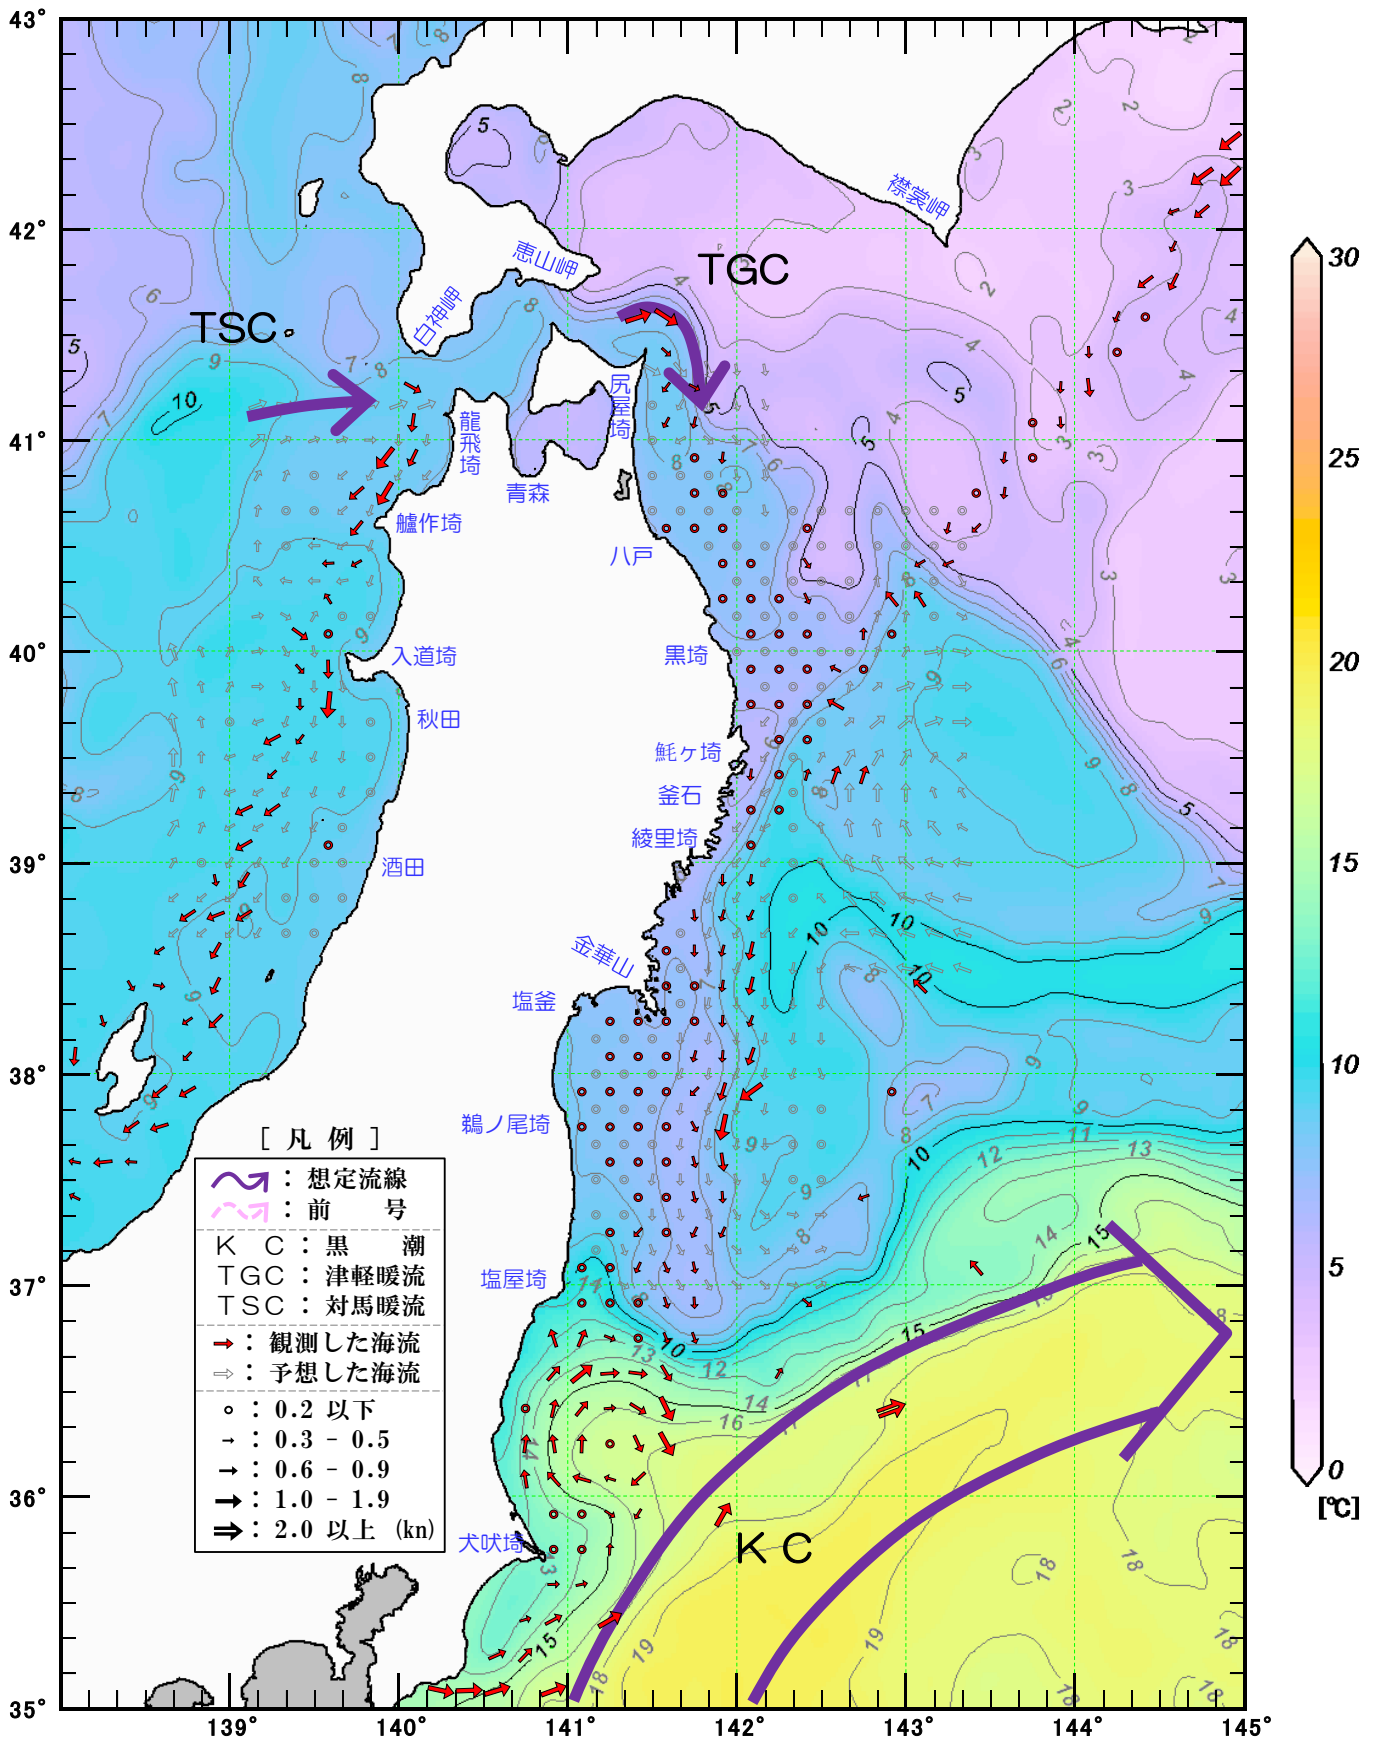 43°
42°
41°
40°
39°
38°
37°
36°
35°
139°
140°
141°
142°
143°
144°
145°
TSC
TGC
KC
襟裳岬
恵山岬
白神岬
尻屋埼
龍飛埼
青森
艫作埼
八戸
入道埼
黒埼
秋田
魹ヶ埼
釜石
綾里埼
酒田
金華山
塩釜
鵜ノ尾埼
塩屋埼
犬吠埼
[ 凡 例 ]
: 想定流線
: 前 号
K C : 黒 潮
TGC : 津軽暖流
TSC : 対馬暖流
: 観測した海流
: 予想した海流
: 0.2 以下
: 0.3 - 0.5
: 0.6 - 0.9
: 1.0 - 1.9
: 2.0 以上 (kn)
30
25
20
15
10
5
0
[℃]